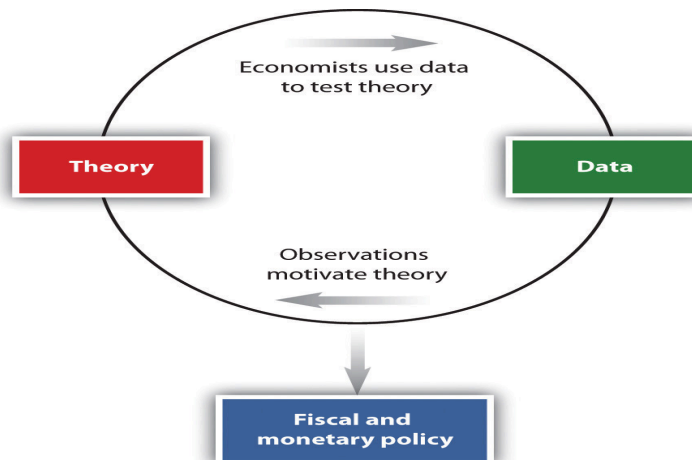 Economists use data
to test theory
Theory
Data
Observations
motivate theory
Fiscal and
monetary policy